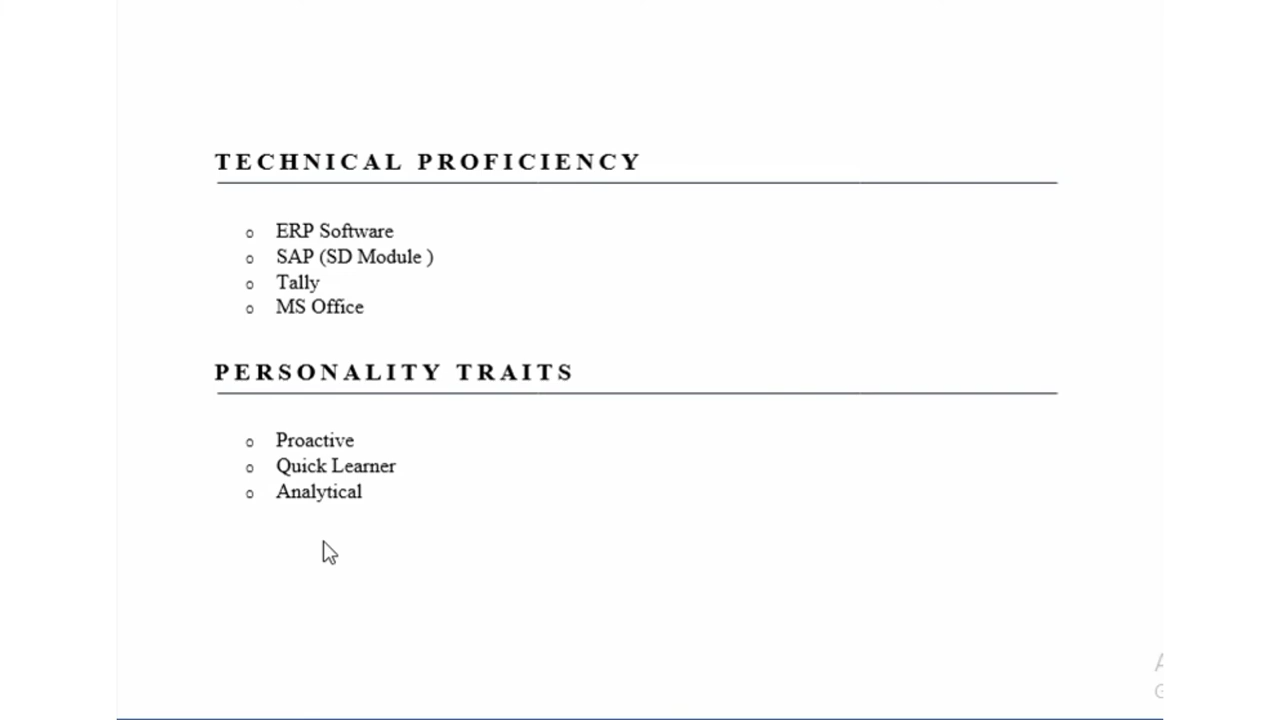 TECHNICAL PROFICIENCY
o ERP Software
o SAP (SD Module )
o Tally
o MS Office
PERSONALITY TRAITS
o Proactive
o Quick Learner
o Analytical